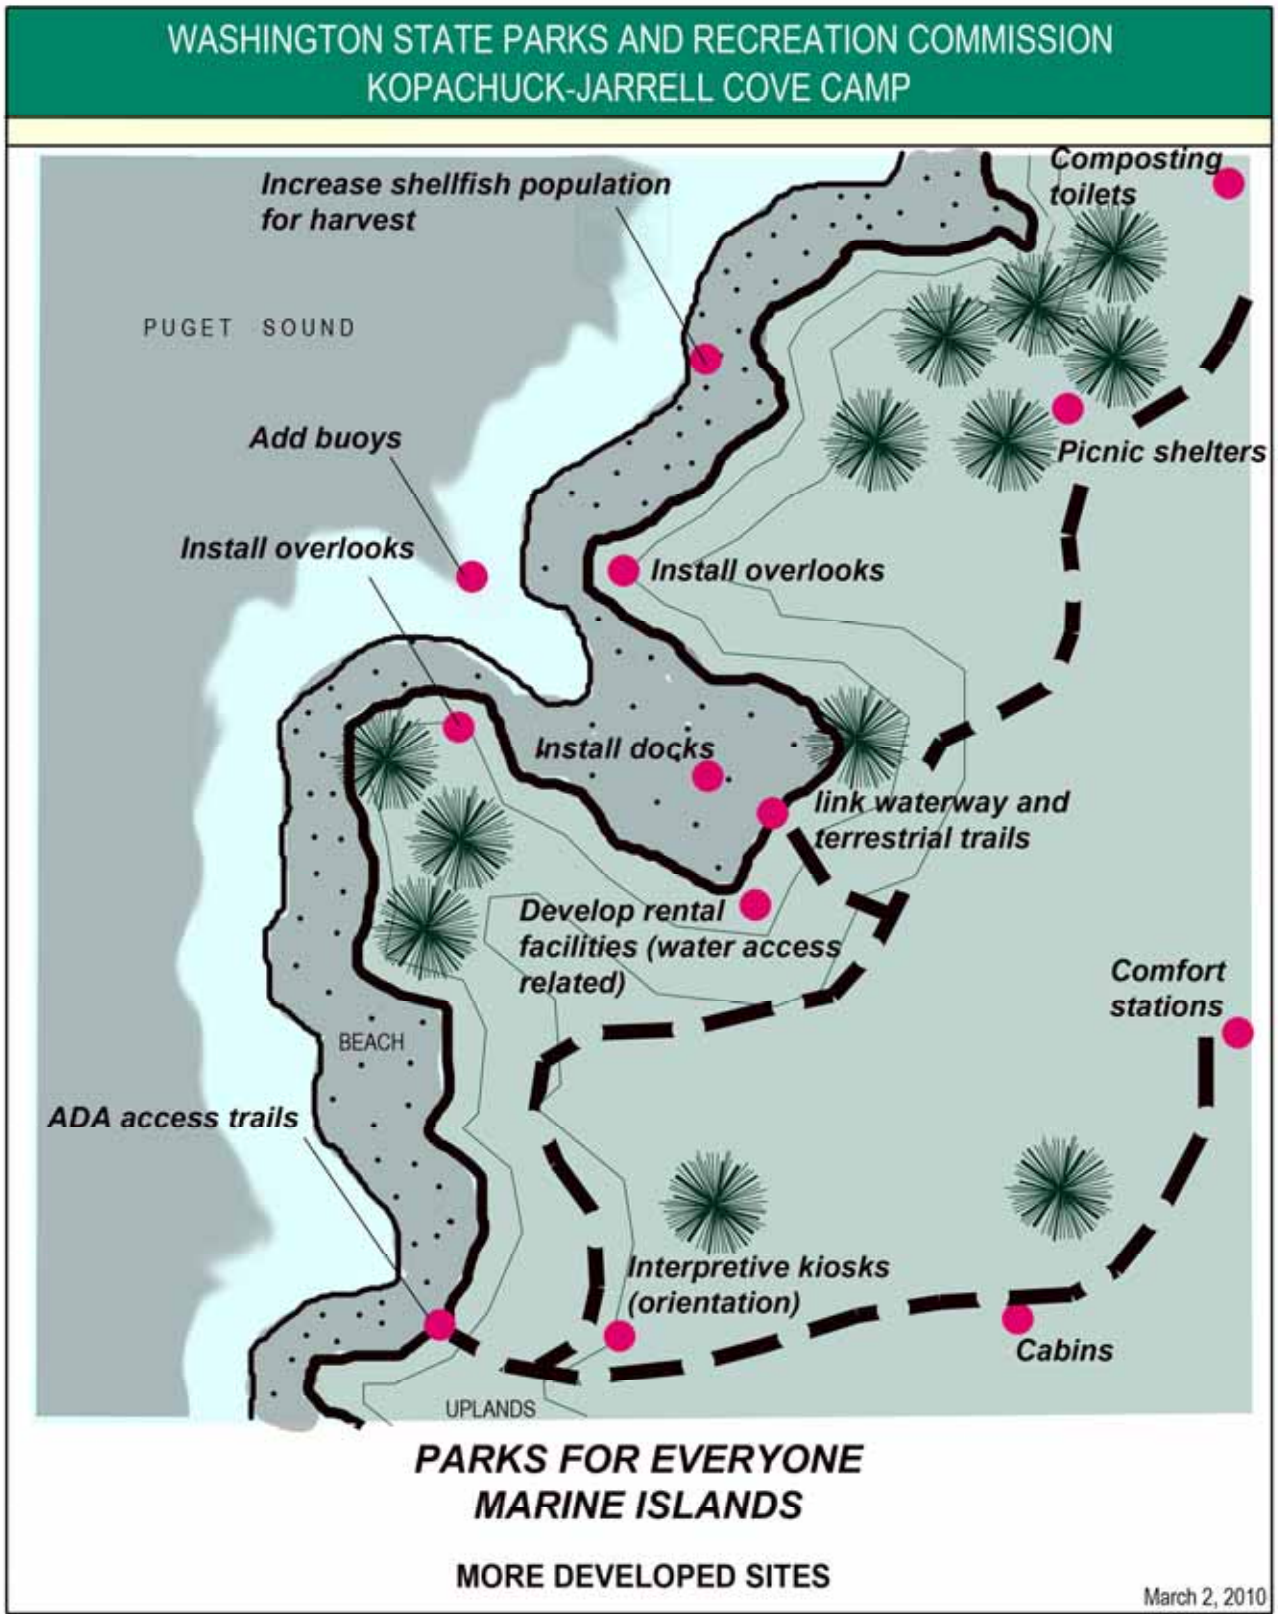 WASHINGTON STATE PARKS AND RECREATION COMMISSION
KOPACHUCK-JARRELL COVE CAMP
Composting
toilets
Increase shellfish population
for harvest
PUGET SOUND
Add buoys
Picnic shelters
Install overlooks
Install overlooks
Install docks
link waterway and
terrestrial trails
Develop rental
facilities (water access
related)
Comfort
stations
BEACH
ADA access trails
Interpretive kiosks
(orientation)
Cabins
UPLANDS
PARKS FOR EVERYONE
MARINE ISLANDS
MORE DEVELOPED SITES
March 2, 2010